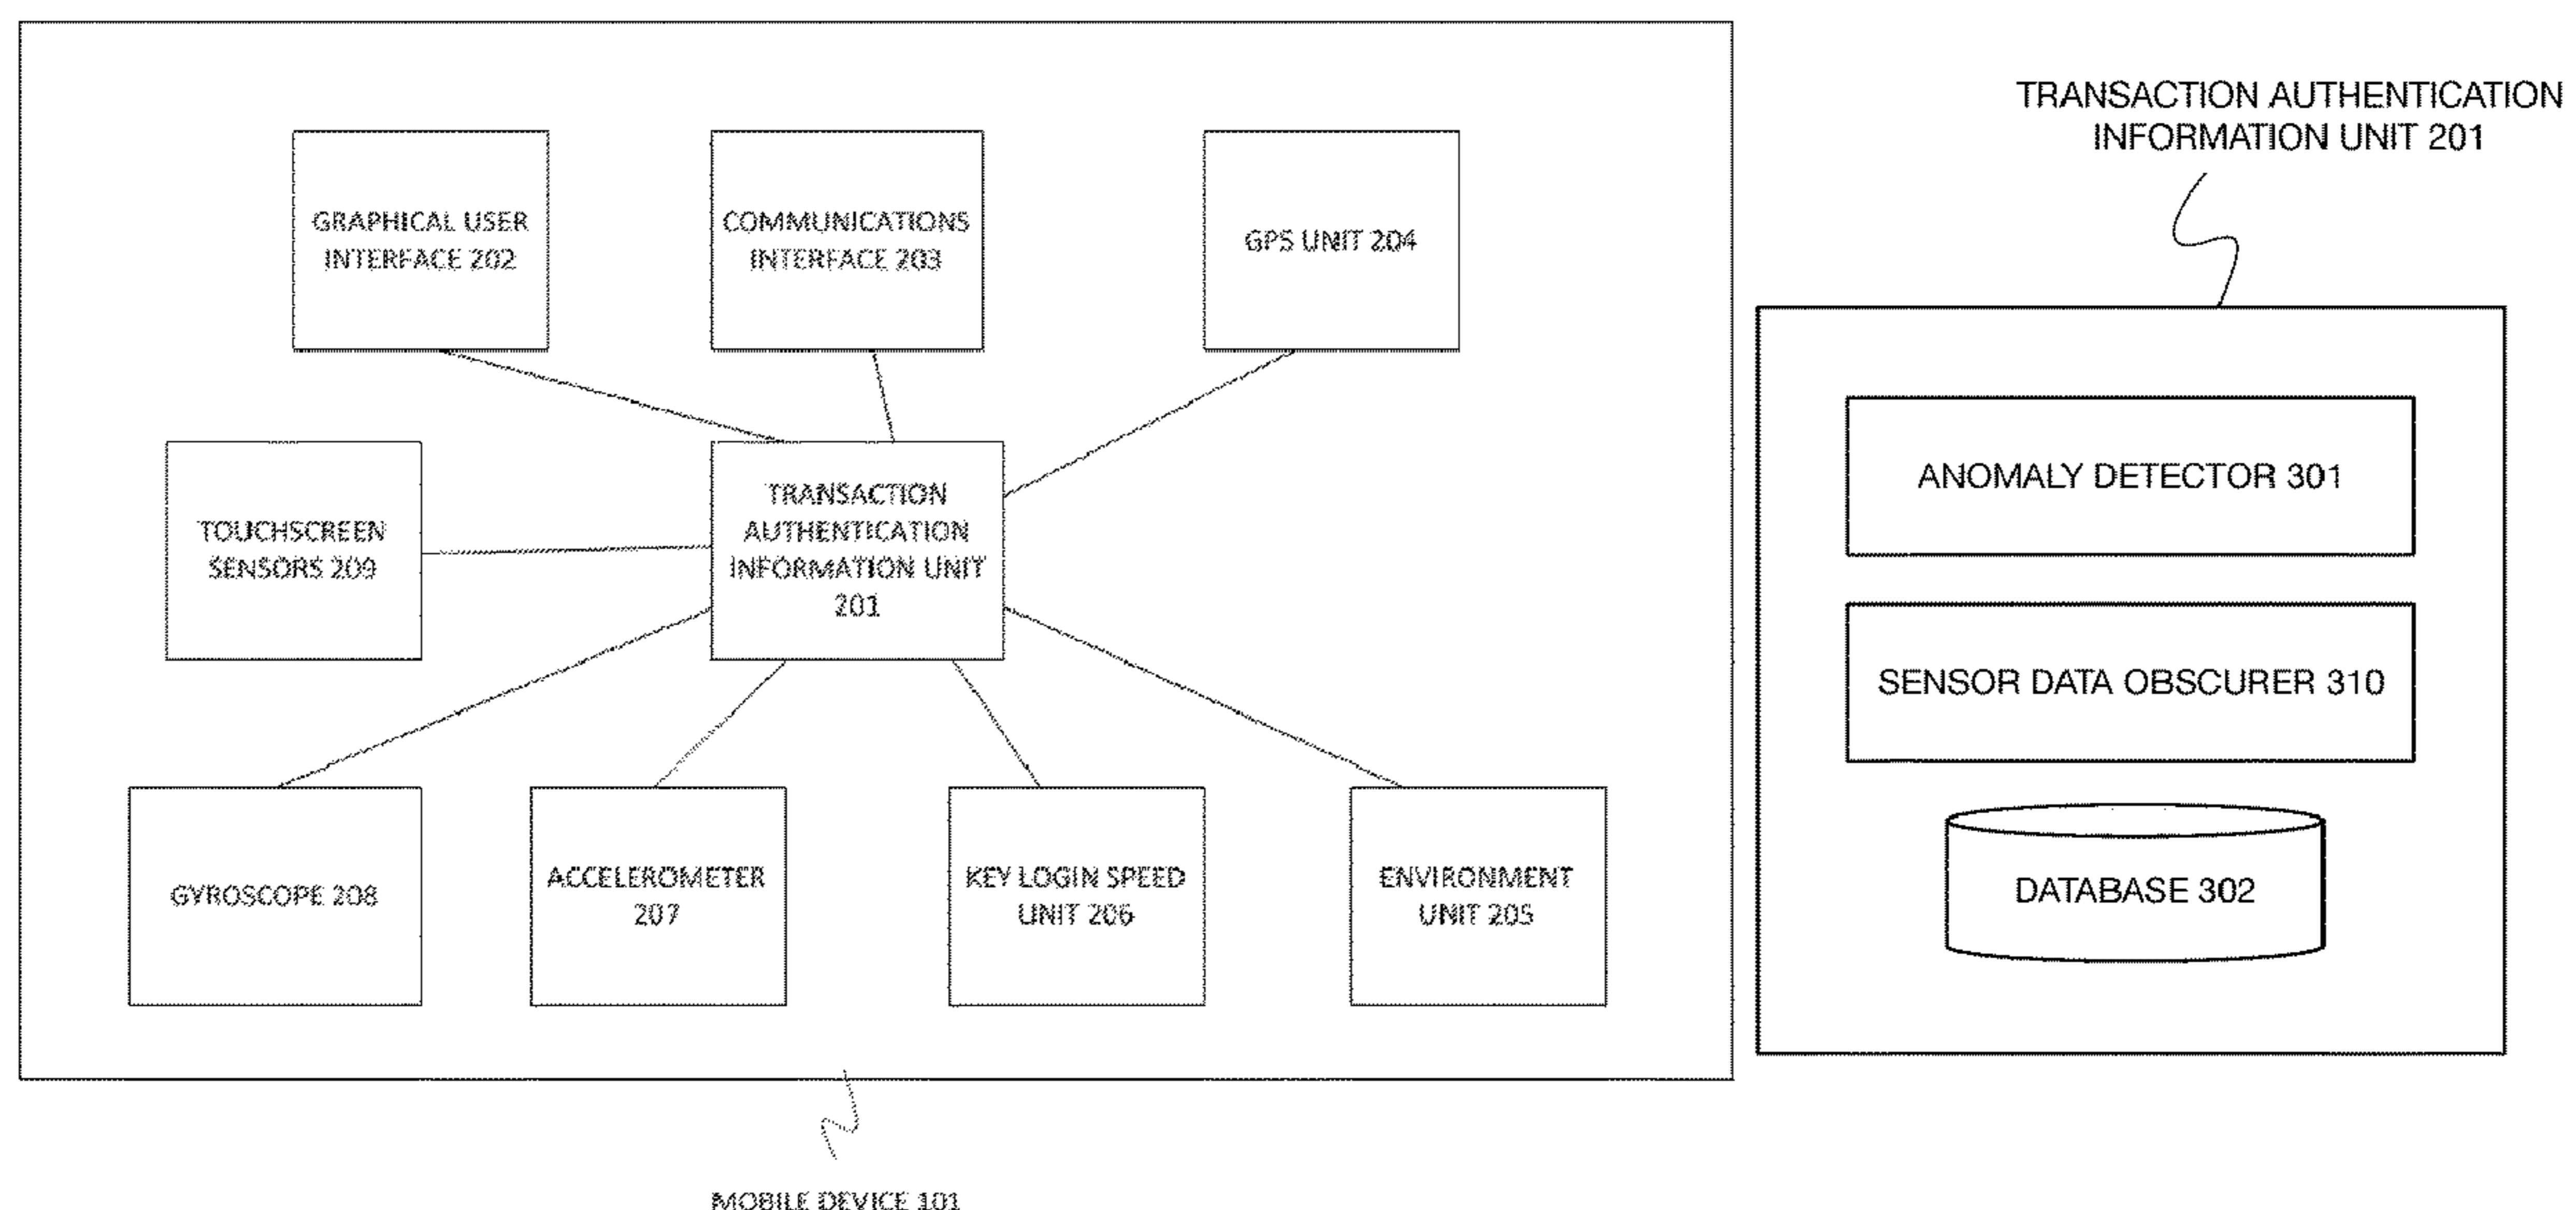 TRANSACTION AUTHENTICATION
INFORMATION UNIT 201
GRAPHICAL USER
INTERFACE 202
COMMUNICATIONS
INTERFACE 203
GPS UNIT 204
TOUCHSCREEN
SENSORS 209
TRANSACTION
AUTHENTICATION
INFORMATION UNIT
201
GYROSCOPE 208
ACCELEROMETER
207
KEY LOGIN SPEED
UNIT 206
ENVIRONMENT
UNIT 205
MOBILE DEVICE 101
ANOMALY DETECTOR 301
SENSOR DATA OBSCURER 310
DATABASE 302